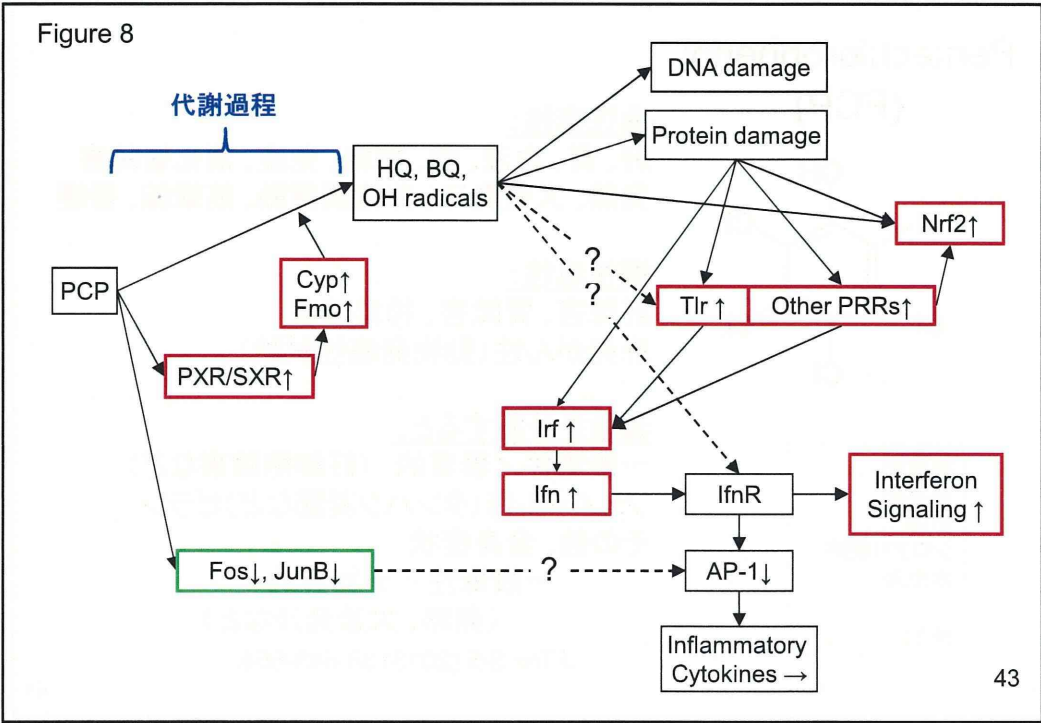 Figure 8
代謝過程
DNA damage
Protein damage
HQ, BQ,
OH radicals
Nrf2↑
?
?
PCP
Cyp↑
Fmo↑
Tlr ↑
Other PRRs↑
PXR/SXR↑
Irf ↑
Ifn ↑
IfnR
Interferon
Signaling ↑
Fos↓, JunB↓
?
AP-1↓
Inflammatory
Cytokines →
43